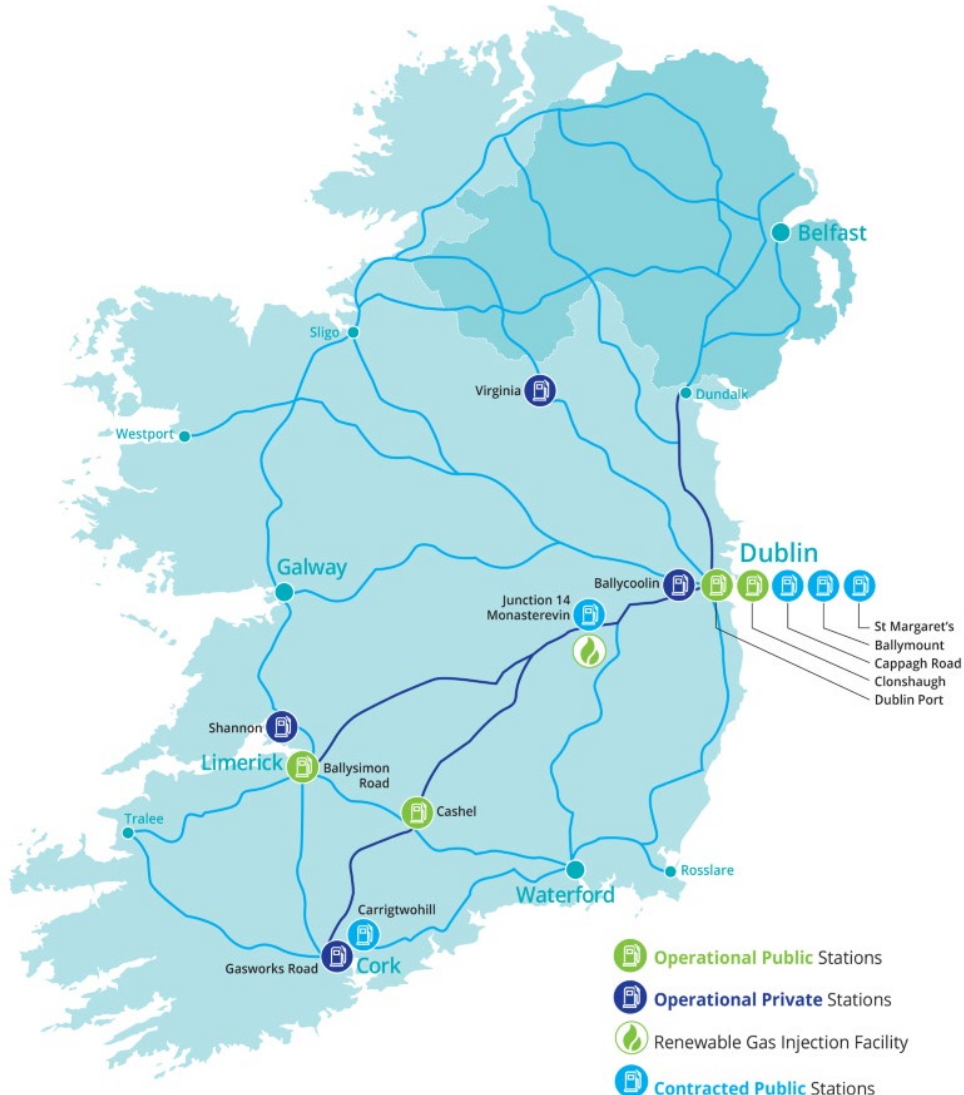 Belfast
Sligo
Virginia
Dundalk
Westport
Dublin
Galway
Ballycoolin
Junction 14
Monasterevin
St Margaret's
Ballymount
Cappagh Road
Clonshaugh
Dublin Port
Shannon
Limerick
Ballysimon
Road
Cashel
Tralee
Rosslare
Waterford
Carrigtwohill
Gasworks Road
Cork
Operational Public Stations
Operational Private Stations
Renewable Gas Injection Facility
Contracted Public Stations